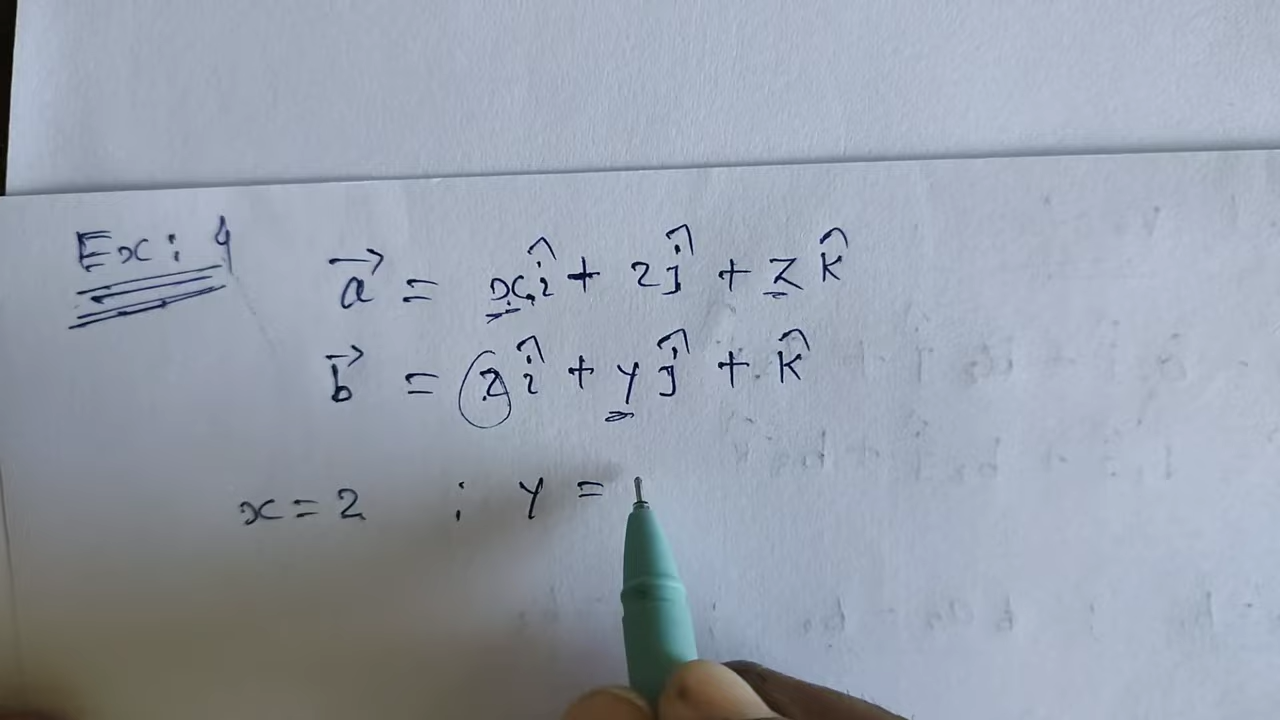 Ex: 4
a⃗ = xî + 2ĵ + zk̂
b⃗ = 2î + yĵ + k̂
x = 2 ; y =